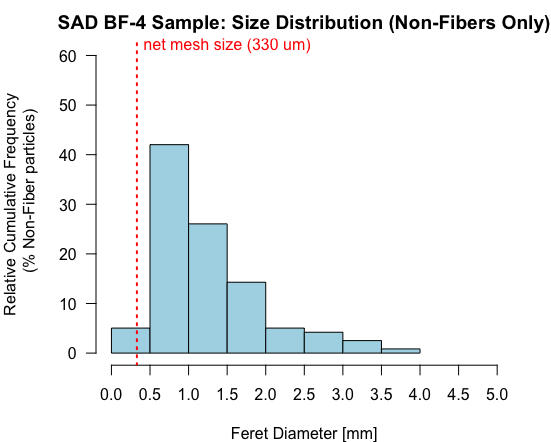 SAD BF-4 Sample: Size Distribution (Non-Fibers Only)
net mesh size (330 um)
Relative Cumulative Frequency
(% Non-Fiber particles)
60
50
40
30
20
10
0
0.0 0.5 1.0 1.5 2.0 2.5 3.0 3.5 4.0 4.5 5.0
Feret Diameter [mm]